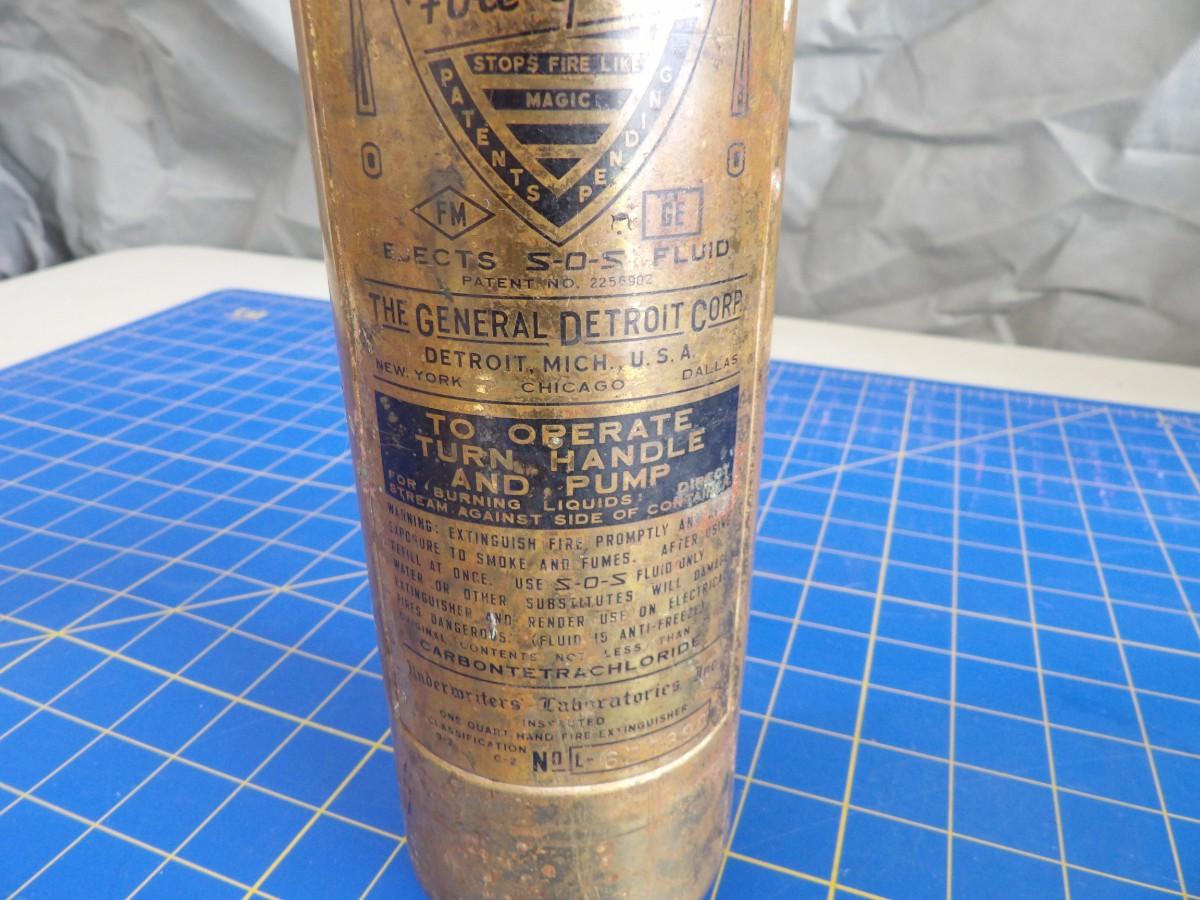 STOPS FIRE LIKE
MAGIC
PATENTS PENDING
O O
FM GE
EJECTS S-O-S FLUID
PATENT NO. 2256902
THE GENERAL DETROIT CORP.
DETROIT, MICH., U.S.A.
NEW YORK CHICAGO DALLAS
TO OPERATE
TURN HANDLE
AND PUMP
FOR BURNING LIQUIDS: DIRECT
STREAM AGAINST SIDE OF
WARNING: EXTINGUISH FIRE PROMPTLY
EXPOSURE TO SMOKE AND FUMES. AFTER USING
REFILL AT ONCE. USE S-O-S FLUID ONLY
WATER OR OTHER SUBSTITUTES WILL DAMAGE
EXTINGUISHER AND RENDER USE ON ELECTRICAL
FIRES DANGEROUS. (FLUID IS ANTI-FREEZE)
ORIGINAL CONTENTS NOT LESS THAN
CARBONTETRACHLORIDE
Underwriters' Laboratories Inc
INSPECTED
ONE QUART HAND FIRE EXTINGUISHER
CLASSIFICATION
C-2 No L-